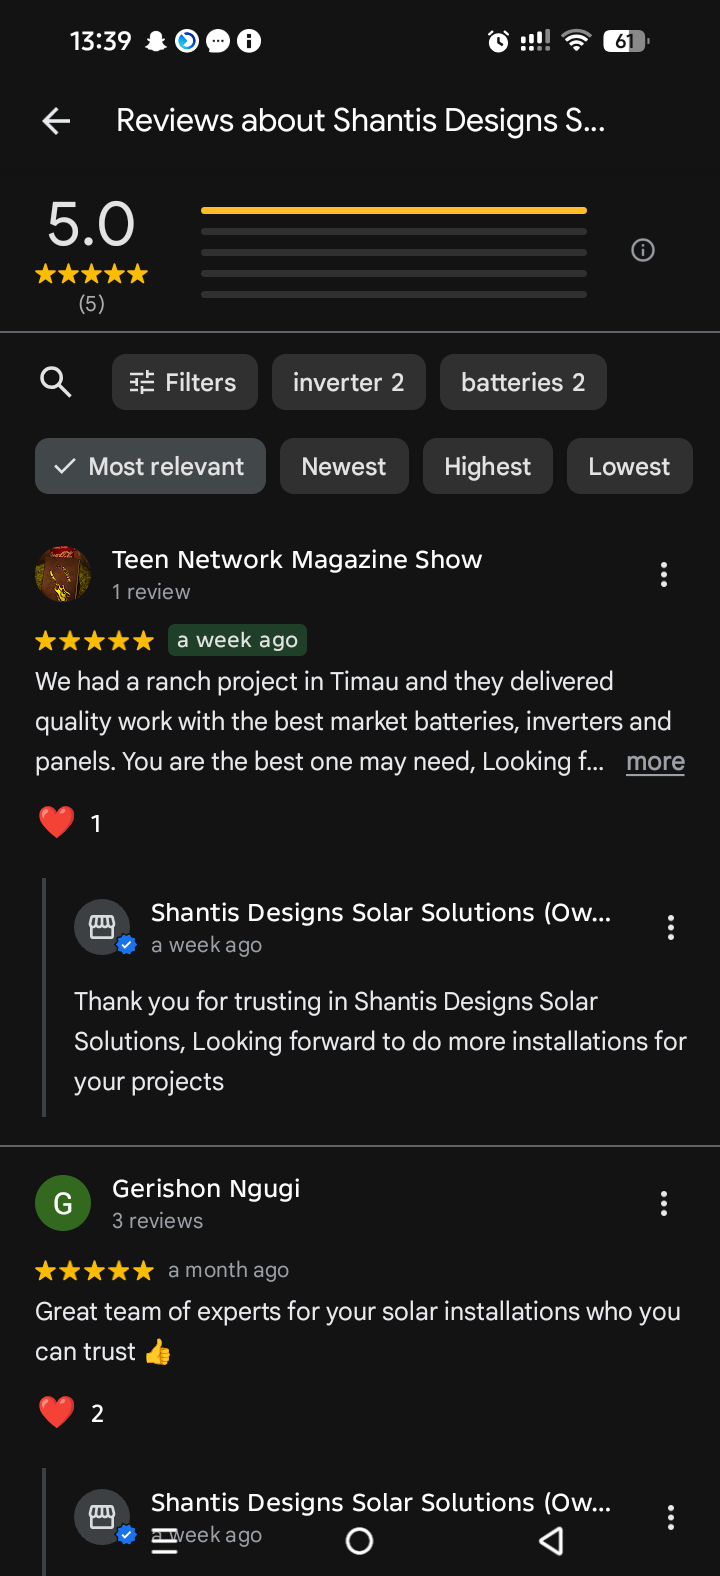 13:39
61
Reviews about Shantis Designs S...
5.0
(5)
Filters
inverter 2
batteries 2
Most relevant
Newest
Highest
Lowest
Teen Network Magazine Show
1 review
a week ago
We had a ranch project in Timau and they delivered
quality work with the best market batteries, inverters and
panels. You are the best one may need, Looking f... more
❤️ 1
Shantis Designs Solar Solutions (Ow...
a week ago
Thank you for trusting in Shantis Designs Solar
Solutions, Looking forward to do more installations for
your projects
G
Gerishon Ngugi
3 reviews
a month ago
Great team of experts for your solar installations who you
can trust 👍
❤️ 2
Shantis Designs Solar Solutions (Ow...
a week ago